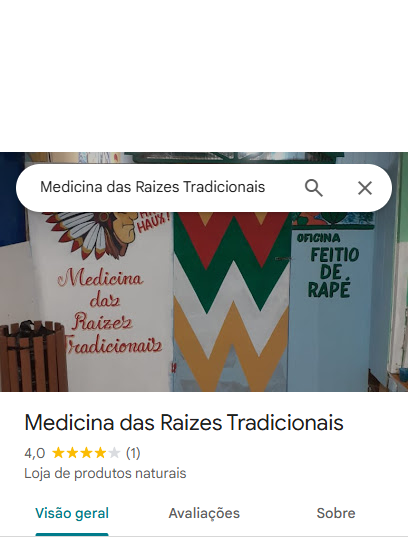 Medicina das Raizes Tradicionais
HAUX!
Medicina
das
Raízes
Tradicionais
OFICINA
FEITIO
DE
RAPÉ
Medicina das Raizes Tradicionais
4,0 (1)
Loja de produtos naturais
Visão geral Avaliações Sobre